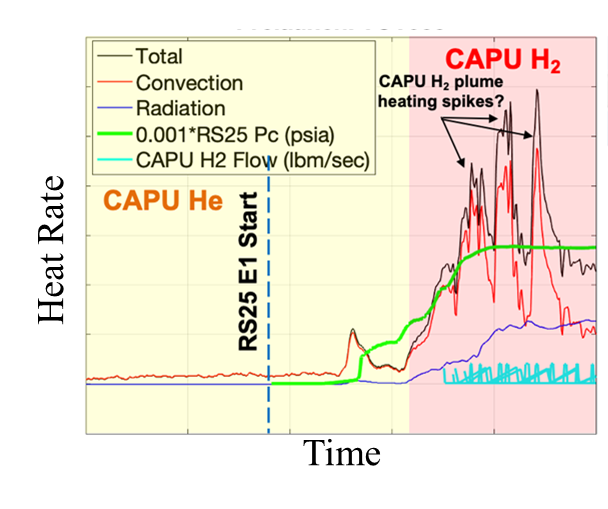 Total
Convection
Radiation
0.001*RS25 Pc (psia)
CAPU H2 Flow (lbm/sec)
CAPU H₂
CAPU H₂ plume
heating spikes?
CAPU He
RS25 E1 Start
Heat Rate
Time